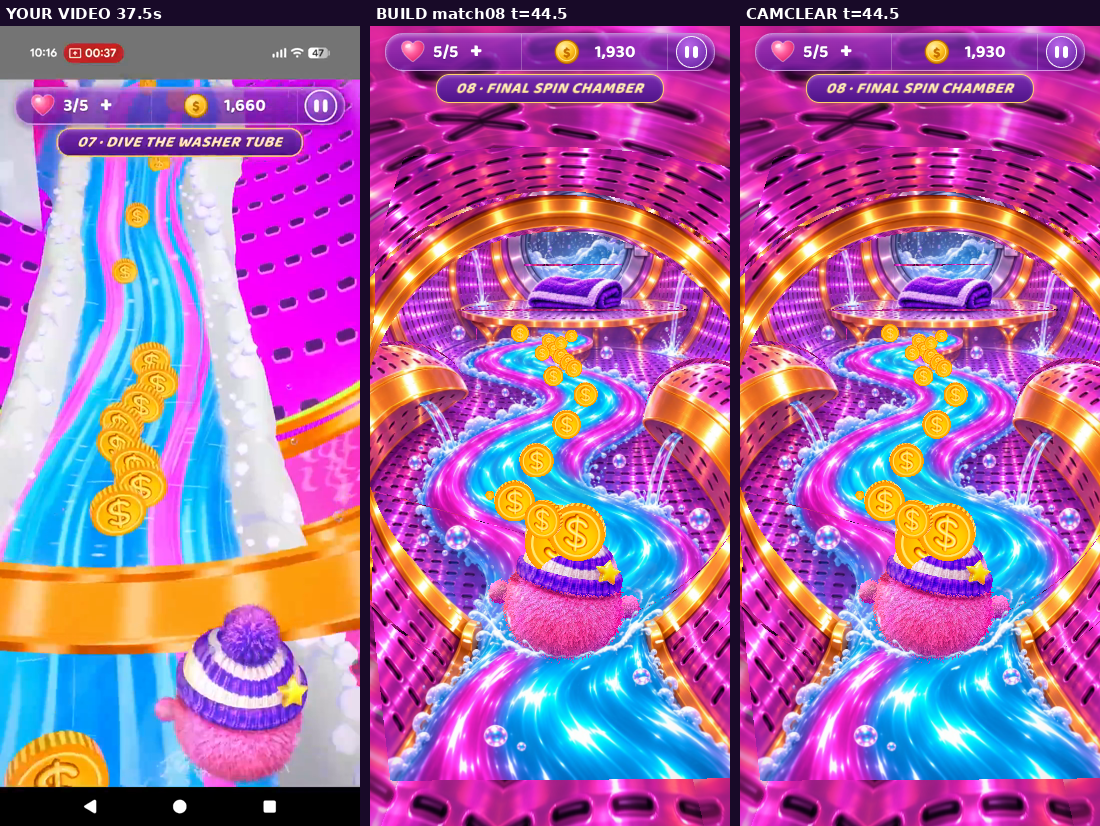 YOUR VIDEO 37.5s
10:16 00:37 47
3/5 + $ 1,660
07 · DIVE THE WASHER TUBE
BUILD match08 t=44.5
5/5 + $ 1,930
08 · FINAL SPIN CHAMBER
CAMCLEAR t=44.5
5/5 + $ 1,930
08 · FINAL SPIN CHAMBER